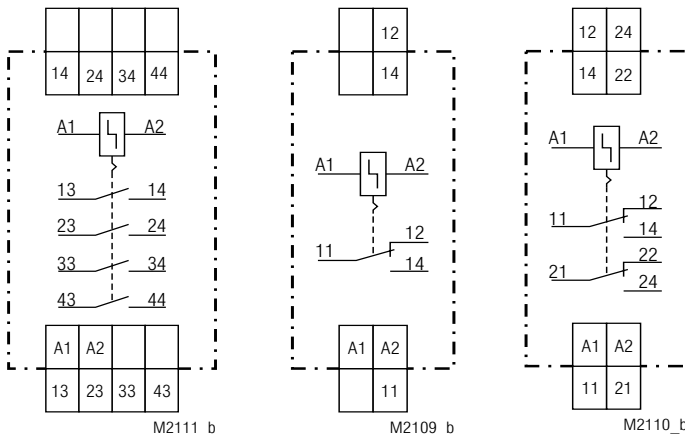 14 24 34 44
A1 A2
13 14
23 24
33 34
43 44
A1 A2
13 23 33 43
M2111_b
12
14
A1 A2
12
11
14
A1 A2
11
M2109_b
12 24
14 22
A1 A2
12
11
14
22
21
24
A1 A2
11 21
M2110_b